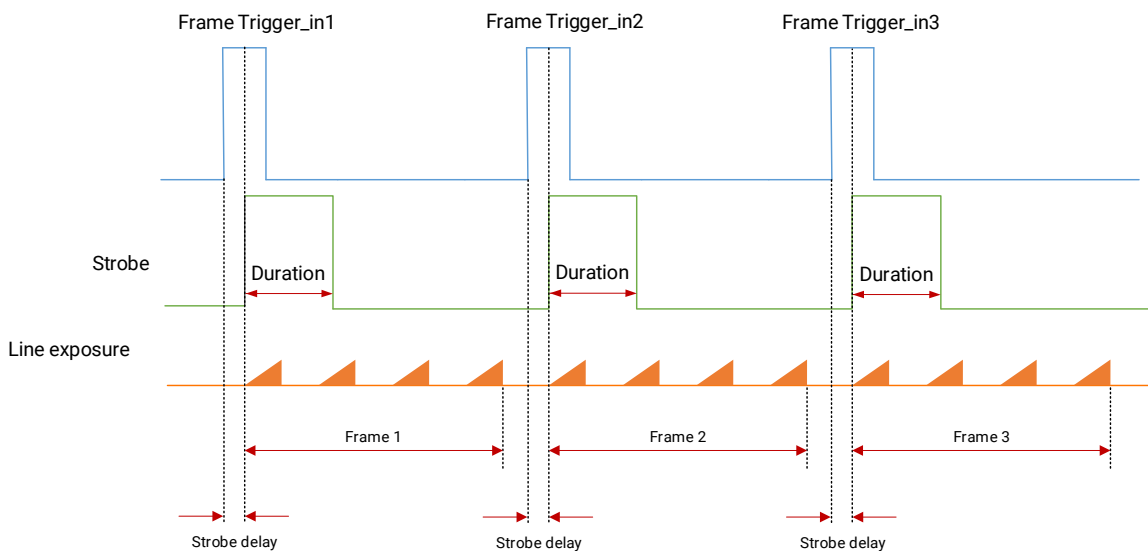 Frame Trigger_in1
Frame Trigger_in2
Frame Trigger_in3
Strobe
Duration
Duration
Duration
Line exposure
Frame 1
Frame 2
Frame 3
Strobe delay
Strobe delay
Strobe delay